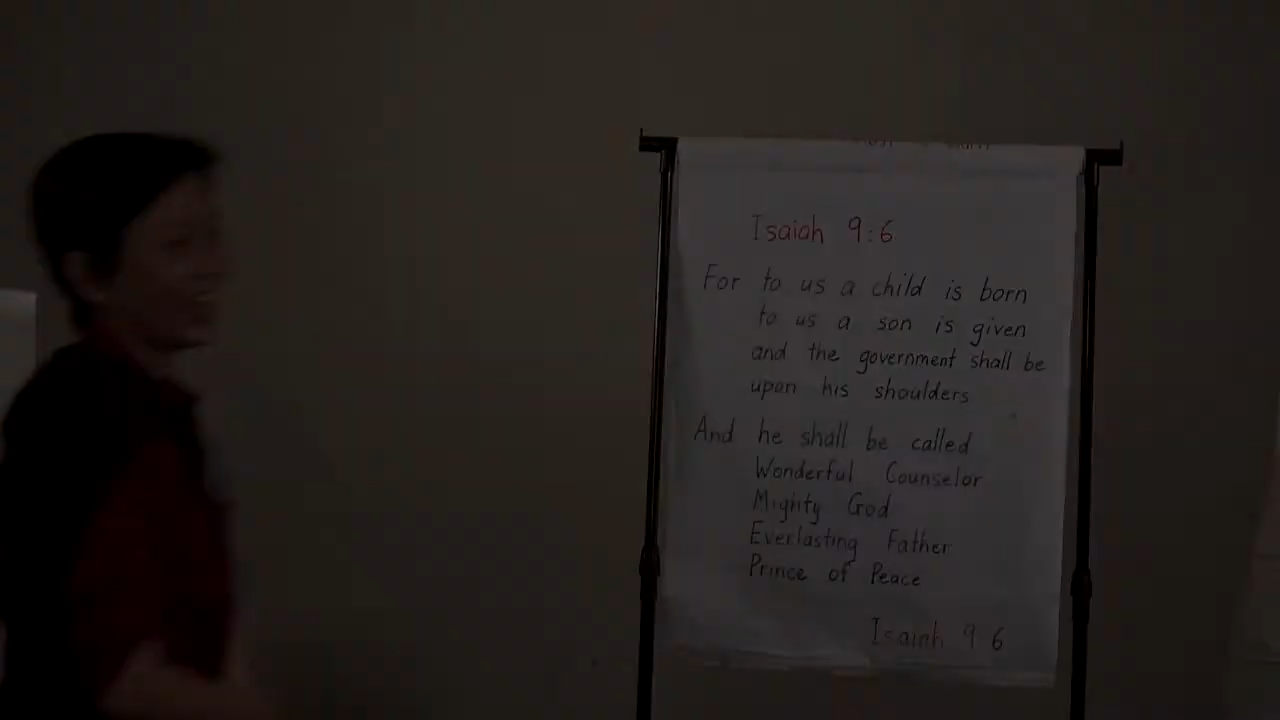 Isaiah 9:6
For to us a child is born
to us a son is given
and the government shall be
upon his shoulders
And he shall be called
Wonderful Counselor
Mighty God
Everlasting Father
Prince of Peace
Isaiah 9 6